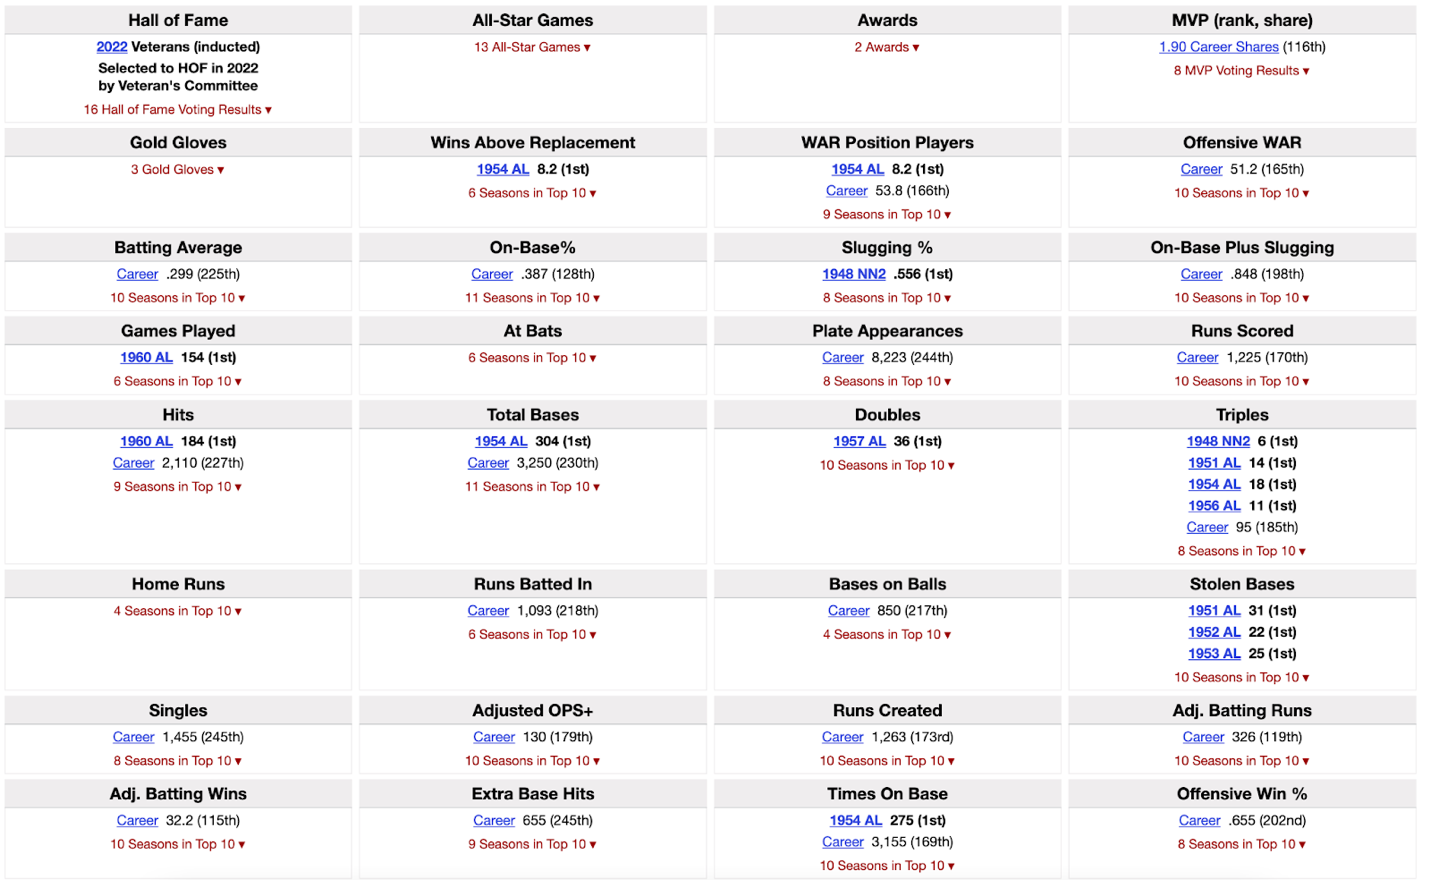 Hall of Fame
2022 Veterans (inducted)
Selected to HOF in 2022
by Veteran's Committee
16 Hall of Fame Voting Results ▾
All-Star Games
13 All-Star Games ▾
Awards
2 Awards ▾
MVP (rank, share)
1.90 Career Shares (116th)
8 MVP Voting Results ▾
Gold Gloves
3 Gold Gloves ▾
Wins Above Replacement
1954 AL 8.2 (1st)
6 Seasons in Top 10 ▾
WAR Position Players
1954 AL 8.2 (1st)
Career 53.8 (166th)
9 Seasons in Top 10 ▾
Offensive WAR
Career 51.2 (165th)
10 Seasons in Top 10 ▾
Batting Average
Career .299 (225th)
10 Seasons in Top 10 ▾
On-Base%
Career .387 (128th)
11 Seasons in Top 10 ▾
Slugging %
1948 NN2 .556 (1st)
8 Seasons in Top 10 ▾
On-Base Plus Slugging
Career .848 (198th)
10 Seasons in Top 10 ▾
Games Played
1960 AL 154 (1st)
6 Seasons in Top 10 ▾
At Bats
6 Seasons in Top 10 ▾
Plate Appearances
Career 8,223 (244th)
8 Seasons in Top 10 ▾
Runs Scored
Career 1,225 (170th)
10 Seasons in Top 10 ▾
Hits
1960 AL 184 (1st)
Career 2,110 (227th)
9 Seasons in Top 10 ▾
Total Bases
1954 AL 304 (1st)
Career 3,250 (230th)
11 Seasons in Top 10 ▾
Doubles
1957 AL 36 (1st)
10 Seasons in Top 10 ▾
Triples
1948 NN2 6 (1st)
1951 AL 14 (1st)
1954 AL 18 (1st)
1956 AL 11 (1st)
Career 95 (185th)
8 Seasons in Top 10 ▾
Home Runs
4 Seasons in Top 10 ▾
Runs Batted In
Career 1,093 (218th)
6 Seasons in Top 10 ▾
Bases on Balls
Career 850 (217th)
4 Seasons in Top 10 ▾
Stolen Bases
1951 AL 31 (1st)
1952 AL 22 (1st)
1953 AL 25 (1st)
10 Seasons in Top 10 ▾
Singles
Career 1,455 (245th)
8 Seasons in Top 10 ▾
Adjusted OPS+
Career 130 (179th)
10 Seasons in Top 10 ▾
Runs Created
Career 1,263 (173rd)
10 Seasons in Top 10 ▾
Adj. Batting Runs
Career 326 (119th)
10 Seasons in Top 10 ▾
Adj. Batting Wins
Career 32.2 (115th)
10 Seasons in Top 10 ▾
Extra Base Hits
Career 655 (245th)
9 Seasons in Top 10 ▾
Times On Base
1954 AL 275 (1st)
Career 3,155 (169th)
10 Seasons in Top 10 ▾
Offensive Win %
Career .655 (202nd)
8 Seasons in Top 10 ▾